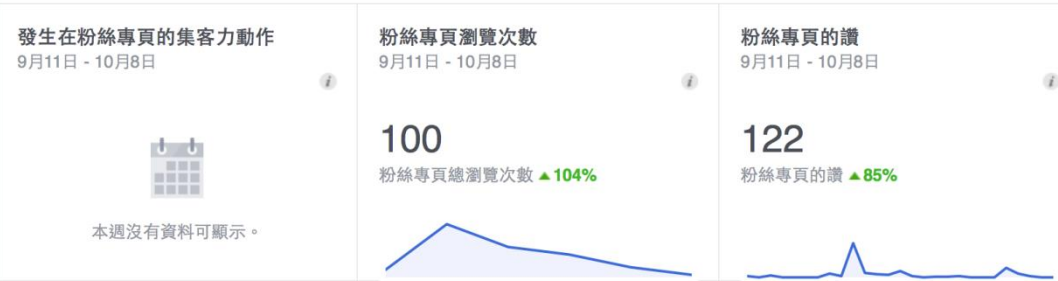 發生在粉絲專頁的集客力動作
9月11日 - 10月8日
i
本週沒有資料可顯示。
粉絲專頁瀏覽次數
9月11日 - 10月8日
i
100
粉絲專頁總瀏覽次數 ▲104%
粉絲專頁的讚
9月11日 - 10月8日
i
122
粉絲專頁的讚 ▲85%